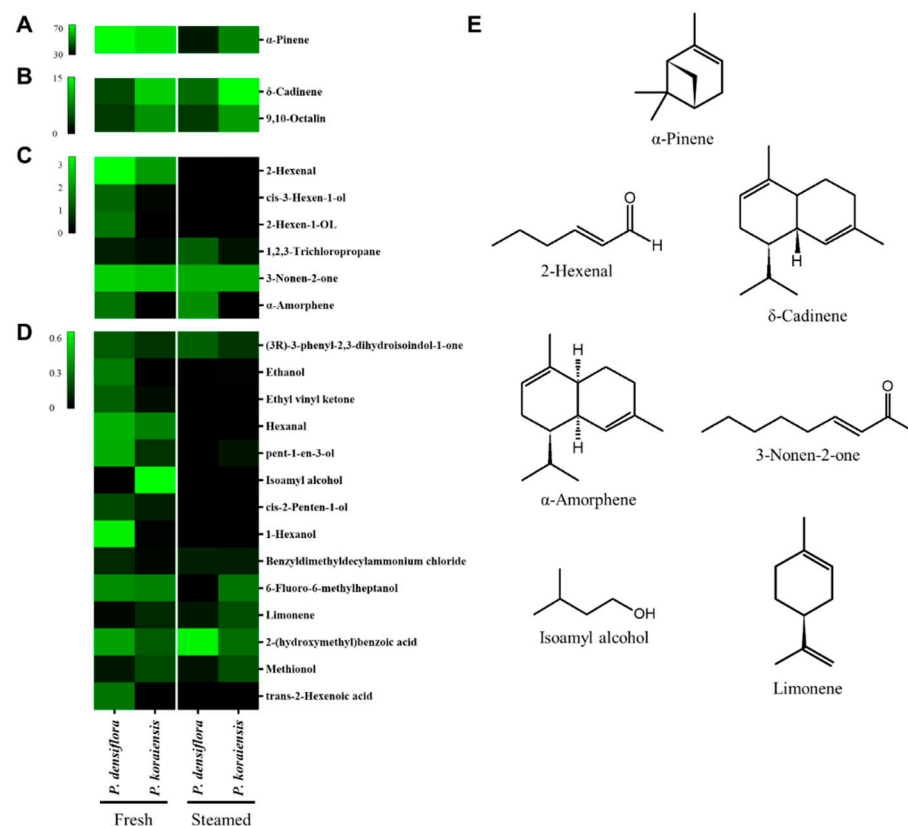 A
70
30
α-Pinene
B
15
0
δ-Cadinene
9,10-Octalin
C
3
2
1
0
2-Hexenal
cis-3-Hexen-1-ol
2-Hexen-1-OL
1,2,3-Trichloropropane
3-Nonen-2-one
α-Amorphene
D
0.6
0.3
0
(3R)-3-phenyl-2,3-dihydroisoindol-1-one
Ethanol
Ethyl vinyl ketone
Hexanal
pent-1-en-3-ol
Isoamyl alcohol
cis-2-Penten-1-ol
1-Hexanol
Benzyldimethyldecylammonium chloride
6-Fluoro-6-methylheptanol
Limonene
2-(hydroxymethyl)benzoic acid
Methionol
trans-2-Hexenoic acid
P. densiflora
P. koraiensis
P. densiflora
P. koraiensis
Fresh
Steamed
E
α-Pinene
O
H
2-Hexenal
H
δ-Cadinene
H
H
α-Amorphene
O
3-Nonen-2-one
OH
Isoamyl alcohol
Limonene